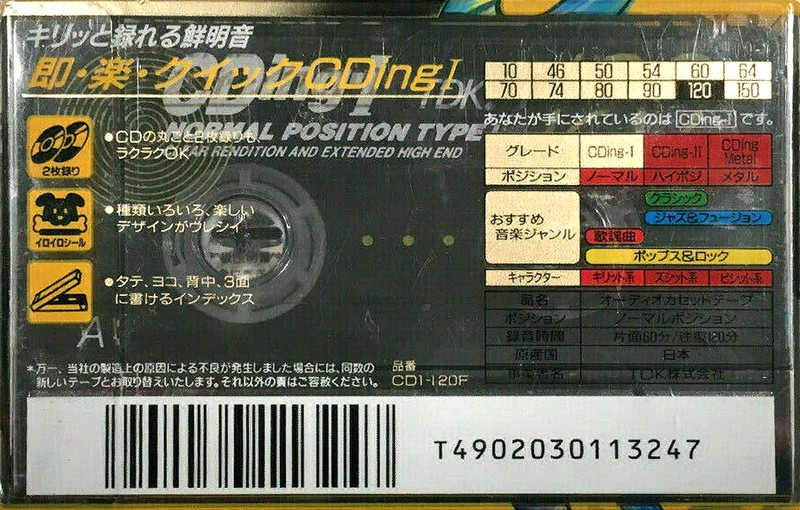 キリッと録れる鮮明音
即・楽・クイックCDing I
CDing-I TDK
NORMAL POSITION TYPE I
AR RENDITION AND EXTENDED HIGH END
10 46 50 54 60 64
70 74 80 90 120 150
あなたが手にされているのは CDing-I です。
グレード CDing-I CDing-II CDing Metal
ポジション ノーマル ハイポジ メタル
おすすめ音楽ジャンル
クラシック
ジャズ&フュージョン
歌謡曲
ポップス&ロック
キャラクター キリット系 ズシット系 ビシット系
品名 オーディオカセットテープ
ポジション ノーマルポジション
録音時間 片面60分/往復120分
原産国 日本
事業者名 TDK株式会社
2枚録り
●CDの丸ごと2枚録りも
ラクラクOK
イロイロシール
●種類いろいろ、楽しい
デザインがウレシイ
●タテ、ヨコ、背中、3面
に書けるインデックス
A
*万一、当社の製造上の原因による不良が発生しました場合には、同数の
新しいテープとお取り替えいたします。それ以外の責はご容赦ください。
品番
CD1-120F
T4902030113247